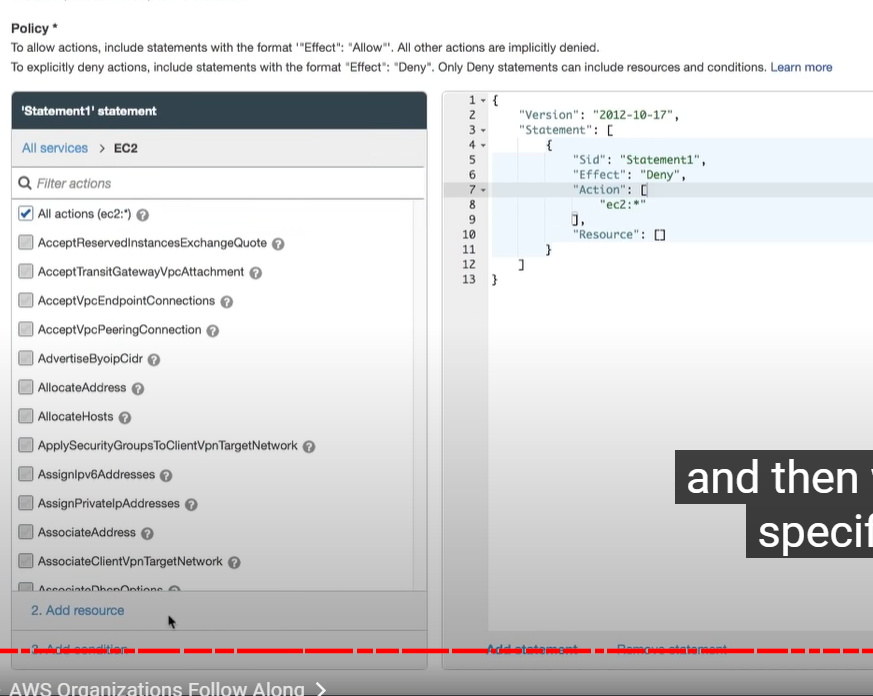 Policy *
To allow actions, include statements with the format '"Effect": "Allow"'. All other actions are implicitly denied.
To explicitly deny actions, include statements with the format "Effect": "Deny". Only Deny statements can include resources and conditions. Learn more
'Statement1' statement
All services > EC2
Filter actions
All actions (ec2:*)
AcceptReservedInstancesExchangeQuote
AcceptTransitGatewayVpcAttachment
AcceptVpcEndpointConnections
AcceptVpcPeeringConnection
AdvertiseByoipCidr
AllocateAddress
AllocateHosts
ApplySecurityGroupsToClientVpnTargetNetwork
AssignIpv6Addresses
AssignPrivateIpAddresses
AssociateAddress
AssociateClientVpnTargetNetwork
AssociateDhcpOptions
2. Add resource
3. Add condition
1 {
2 "Version": "2012-10-17",
3 "Statement": [
4 {
5 "Sid": "Statement1",
6 "Effect": "Deny",
7 "Action": [
8 "ec2:*"
9 ],
10 "Resource": []
11 }
12 ]
13 }
Add statement Remove statement
and then
specif
AWS Organizations Follow Along >